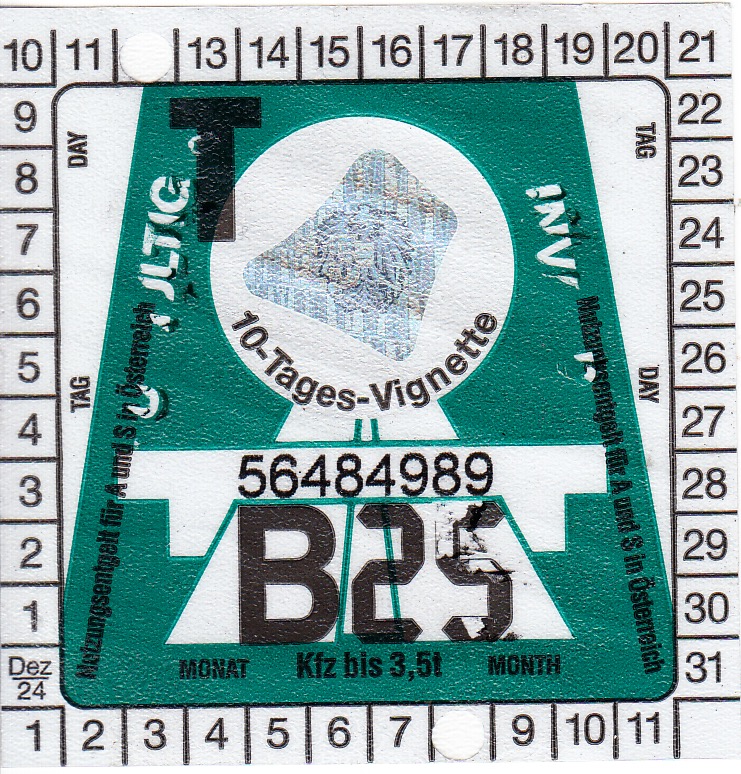 10 11 13 14 15 16 17 18 19 20 21
9 22
8 23
7 24
6 25
5 26
4 27
3 28
2 29
1 30
Dez 31
24
1 2 3 4 5 6 7 9 10 11
DAY
TAG
TAG
DAY
T
10-Tages-Vignette
Nutzungsentgelt für A und S in Österreich
Nutzungsentgelt für A und S in Österreich
56484989
B25
MONAT Kfz bis 3,5t MONTH